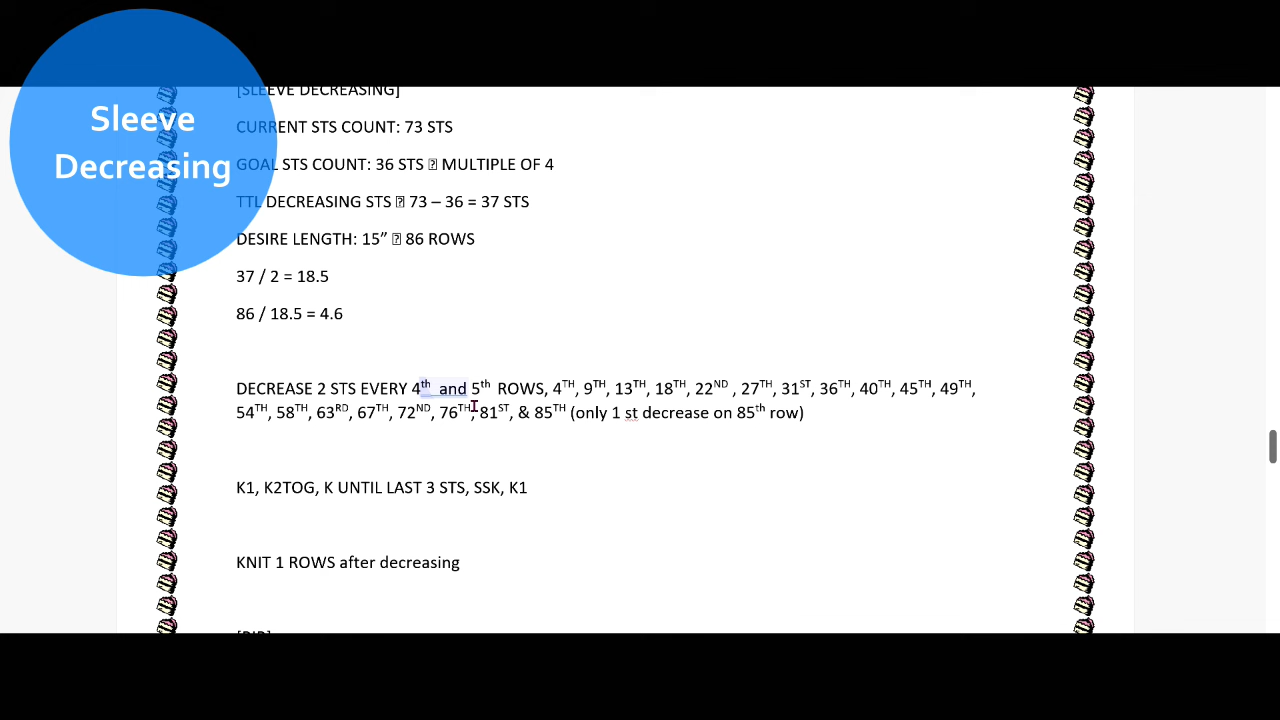 Sleeve
Decreasing
[SLEEVE DECREASING]
CURRENT STS COUNT: 73 STS
GOAL STS COUNT: 36 STS MULTIPLE OF 4
TTL DECREASING STS 73 – 36 = 37 STS
DESIRE LENGTH: 15” 86 ROWS
37 / 2 = 18.5
86 / 18.5 = 4.6
DECREASE 2 STS EVERY 4th and 5th ROWS, 4TH, 9TH, 13TH, 18TH, 22ND , 27TH, 31ST, 36TH, 40TH, 45TH, 49TH,
54TH, 58TH, 63RD, 67TH, 72ND, 76TH, 81ST, & 85TH (only 1 st decrease on 85th row)
K1, K2TOG, K UNTIL LAST 3 STS, SSK, K1
KNIT 1 ROWS after decreasing